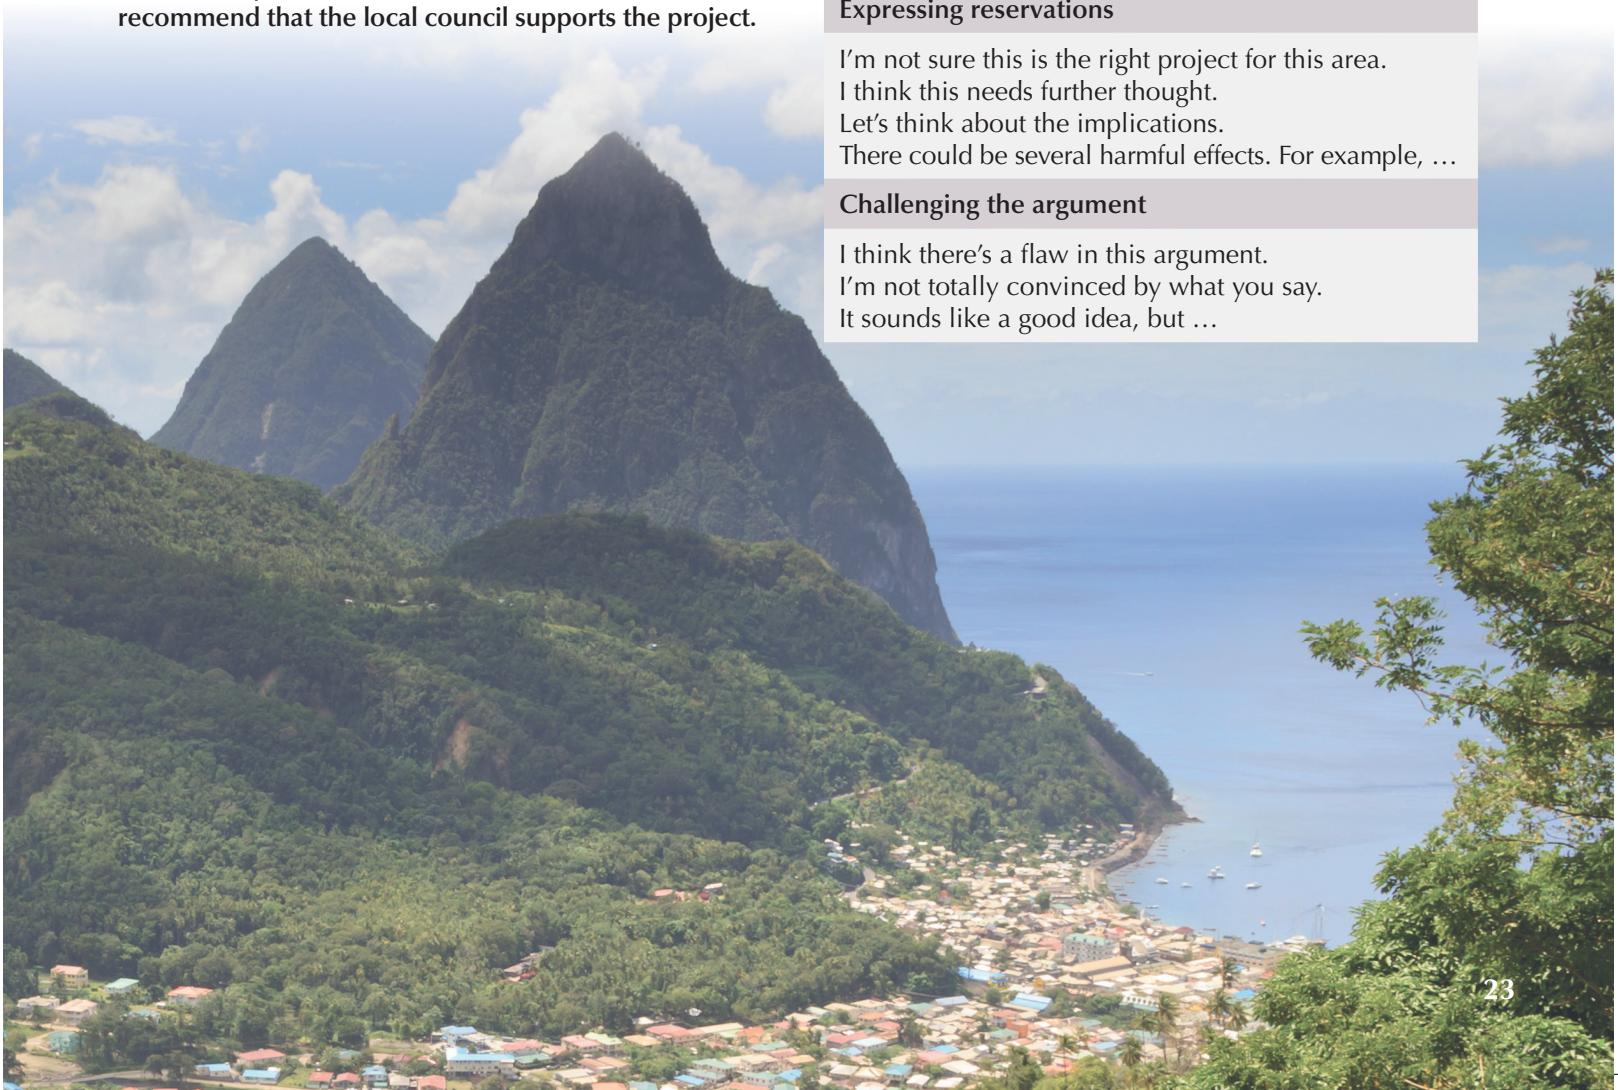 recommend that the local council supports the project.
Expressing reservations
I’m not sure this is the right project for this area.
I think this needs further thought.
Let’s think about the implications.
There could be several harmful effects. For example, …
Challenging the argument
I think there’s a flaw in this argument.
I’m not totally convinced by what you say.
It sounds like a good idea, but …
23